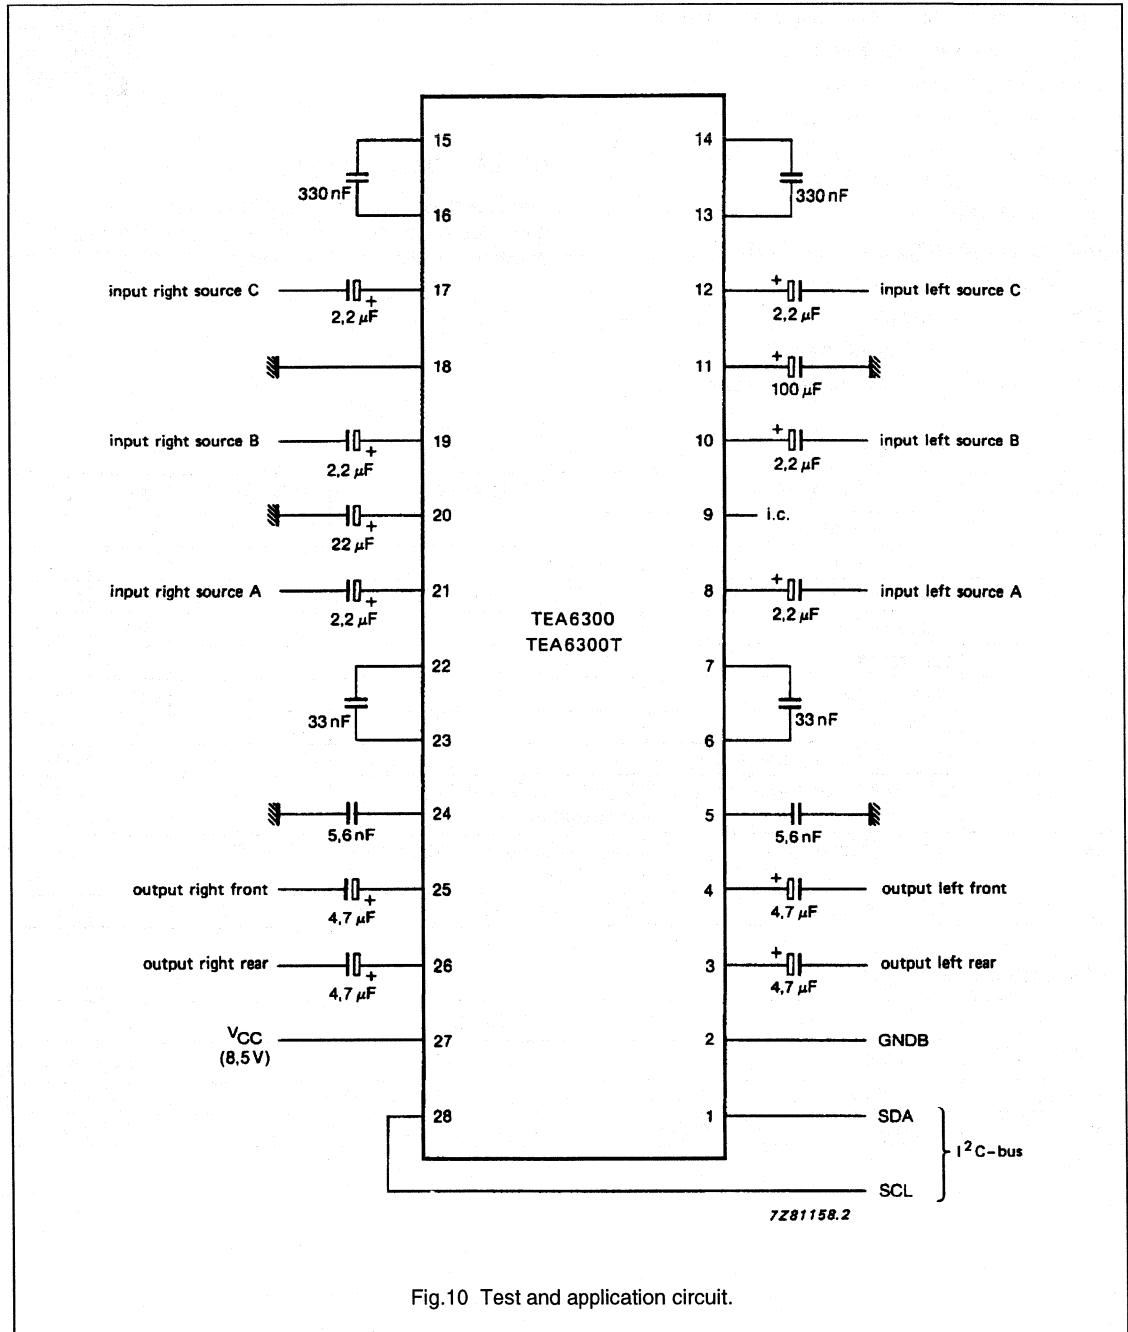 15 14
330 nF 330 nF
16 13
input right source C 17 12 input left source C
+ +
2,2 µF 2,2 µF
18 11
+
100 µF
input right source B 19 10 input left source B
+ +
2,2 µF 2,2 µF
20 9 i.c.
+
22 µF
input right source A 21 8 input left source A
+ +
2,2 µF 2,2 µF
TEA6300
TEA6300T
22 7
33 nF 33 nF
23 6
24 5
5,6 nF 5,6 nF
output right front 25 4 output left front
+ +
4,7 µF 4,7 µF
output right rear 26 3 output left rear
+ +
4,7 µF 4,7 µF
VCC 27 2 GNDB
(8,5 V)
28 1 SDA
I²C-bus
SCL
7Z81158.2
Fig.10 Test and application circuit.